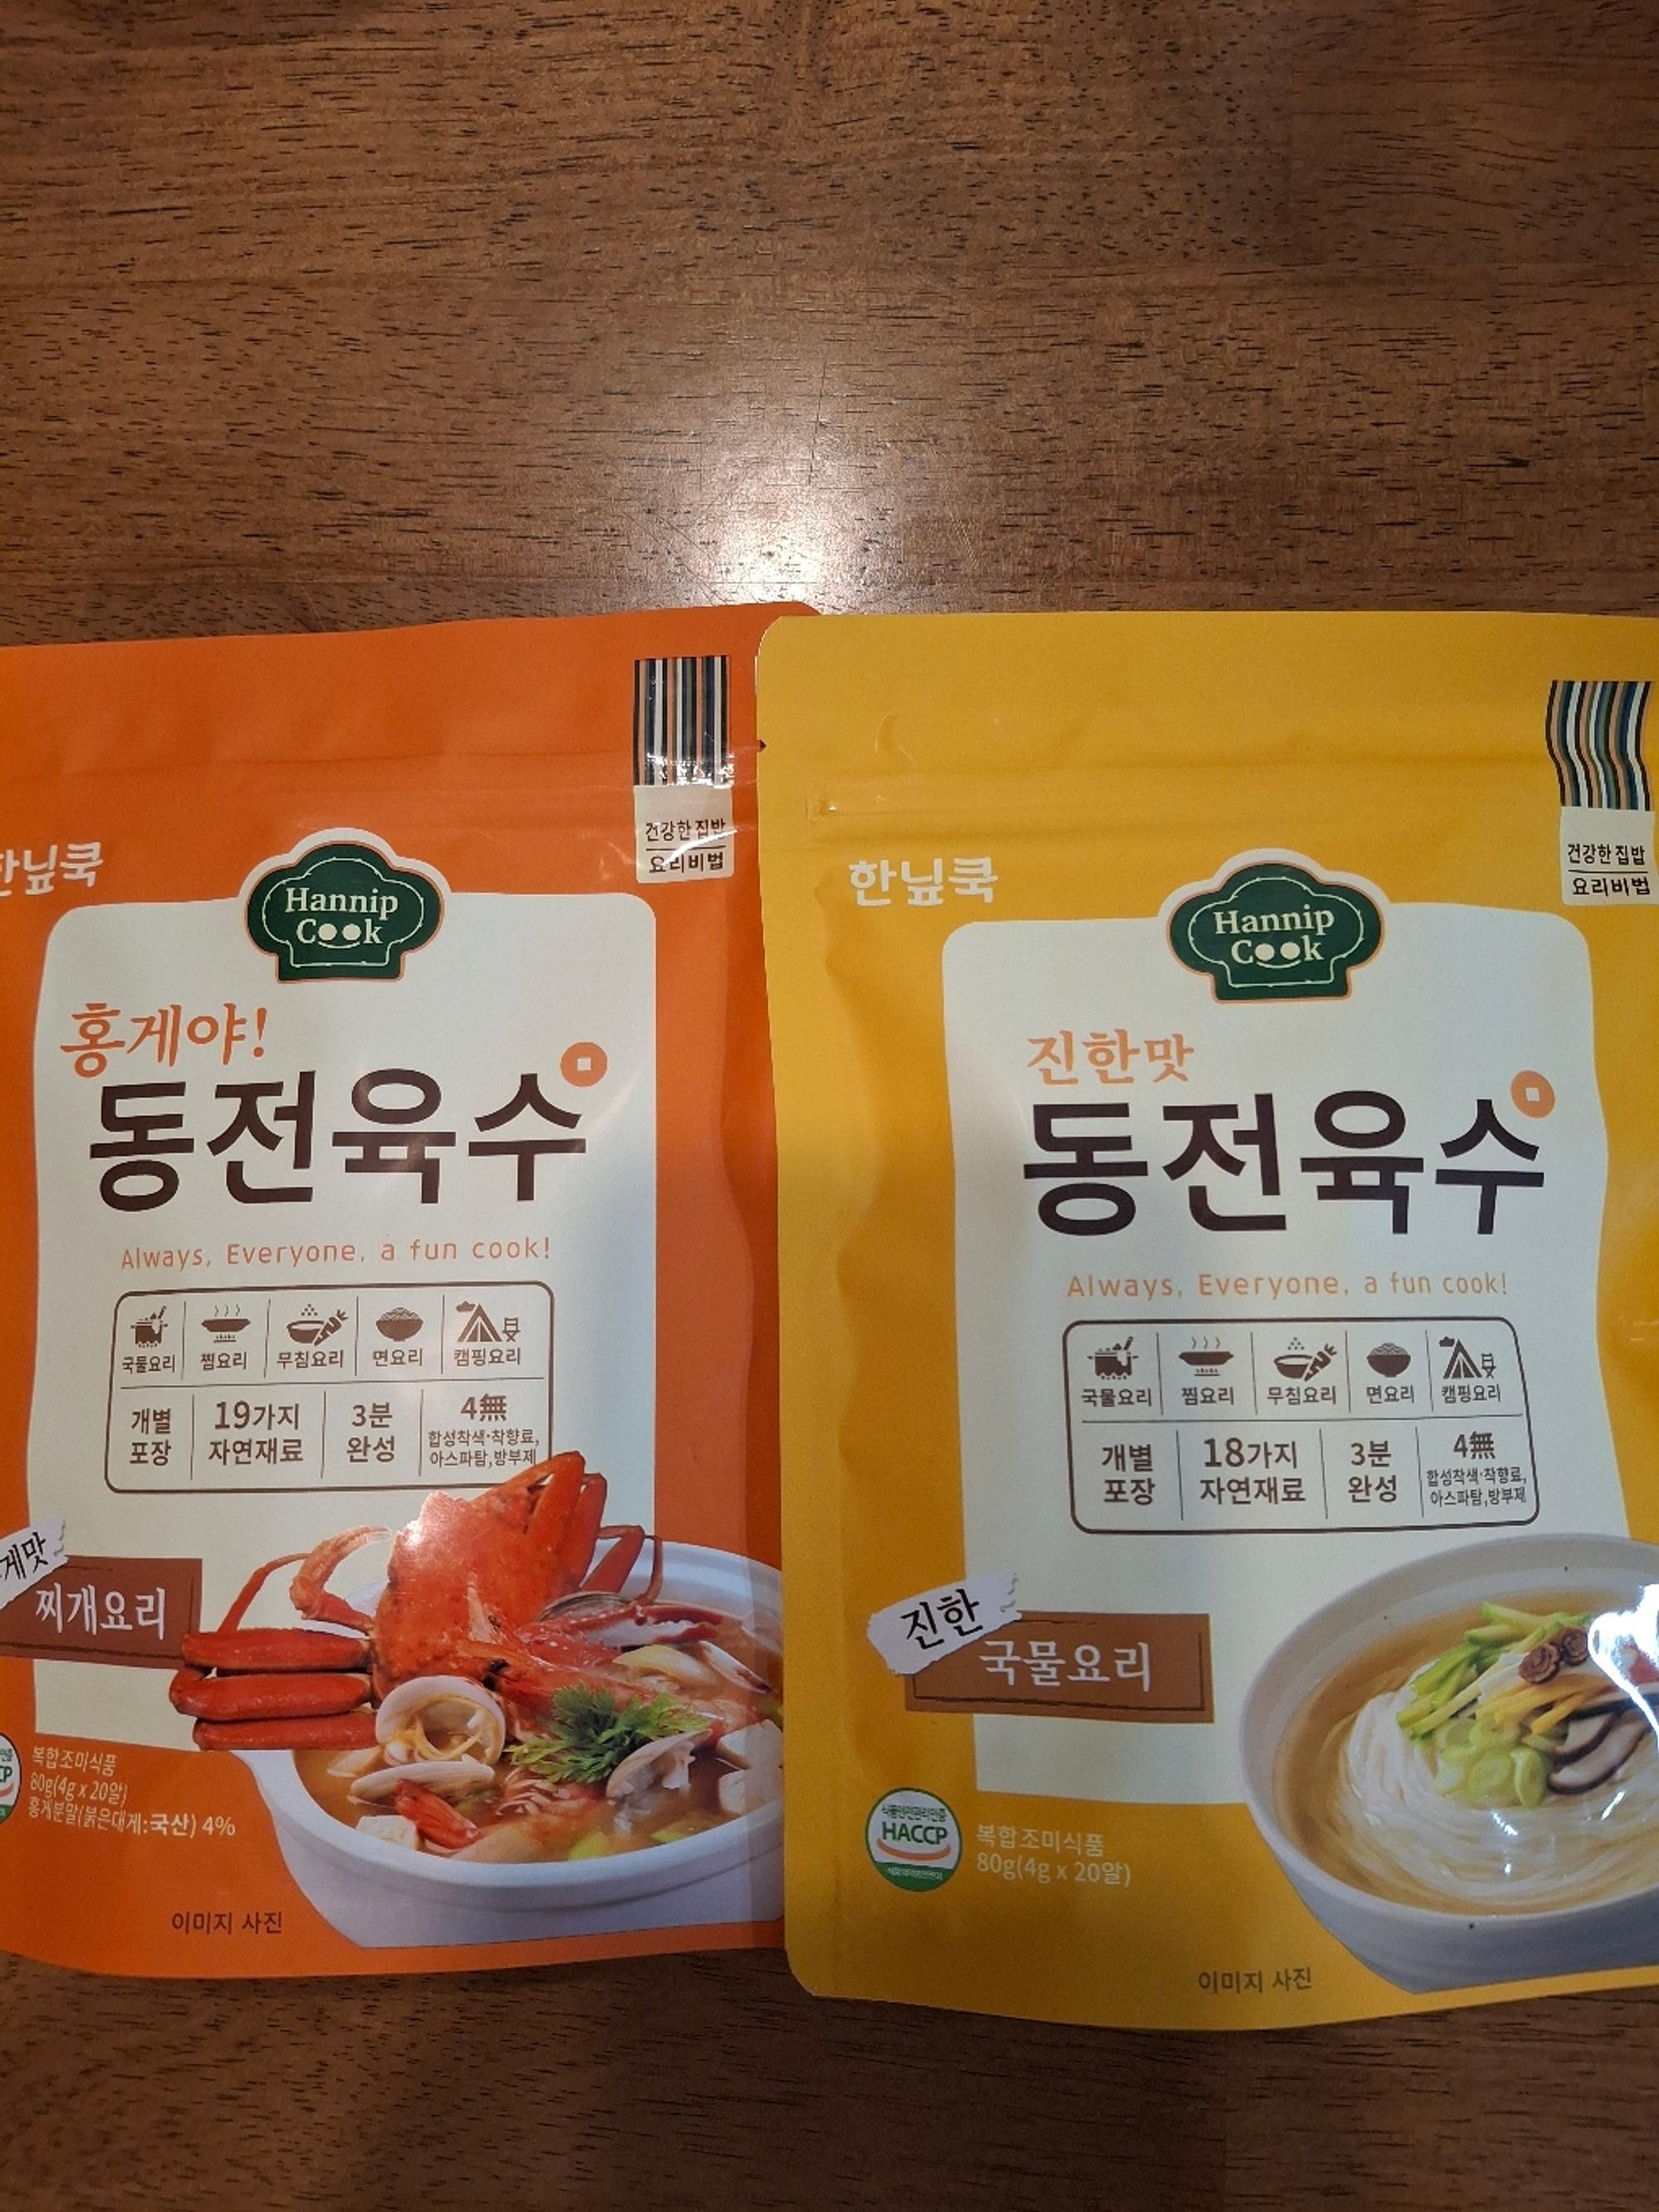 건강한 집밥
요리비법
한닢쿡
Hannip
Cook
홍게야!
동전육수
Always, Everyone, a fun cook!
국물요리 찜요리 무침요리 면요리 캠핑요리
개별
포장
19가지
자연재료
3분
완성
4無
합성착색·착향료,
아스파탐,방부제
게맛
찌개요리
복합조미식품
80g(4g x 20알)
홍게분말(붉은대게:국산) 4%
이미지 사진
건강한 집밥
요리비법
한닢쿡
Hannip
Cook
진한맛
동전육수
Always, Everyone, a fun cook!
국물요리 찜요리 무침요리 면요리 캠핑요리
개별
포장
18가지
자연재료
3분
완성
4無
합성착색·착향료,
아스파탐,방부제
진한
국물요리
식품안전관리인증
HACCP
복합조미식품
80g(4g x 20알)
이미지 사진